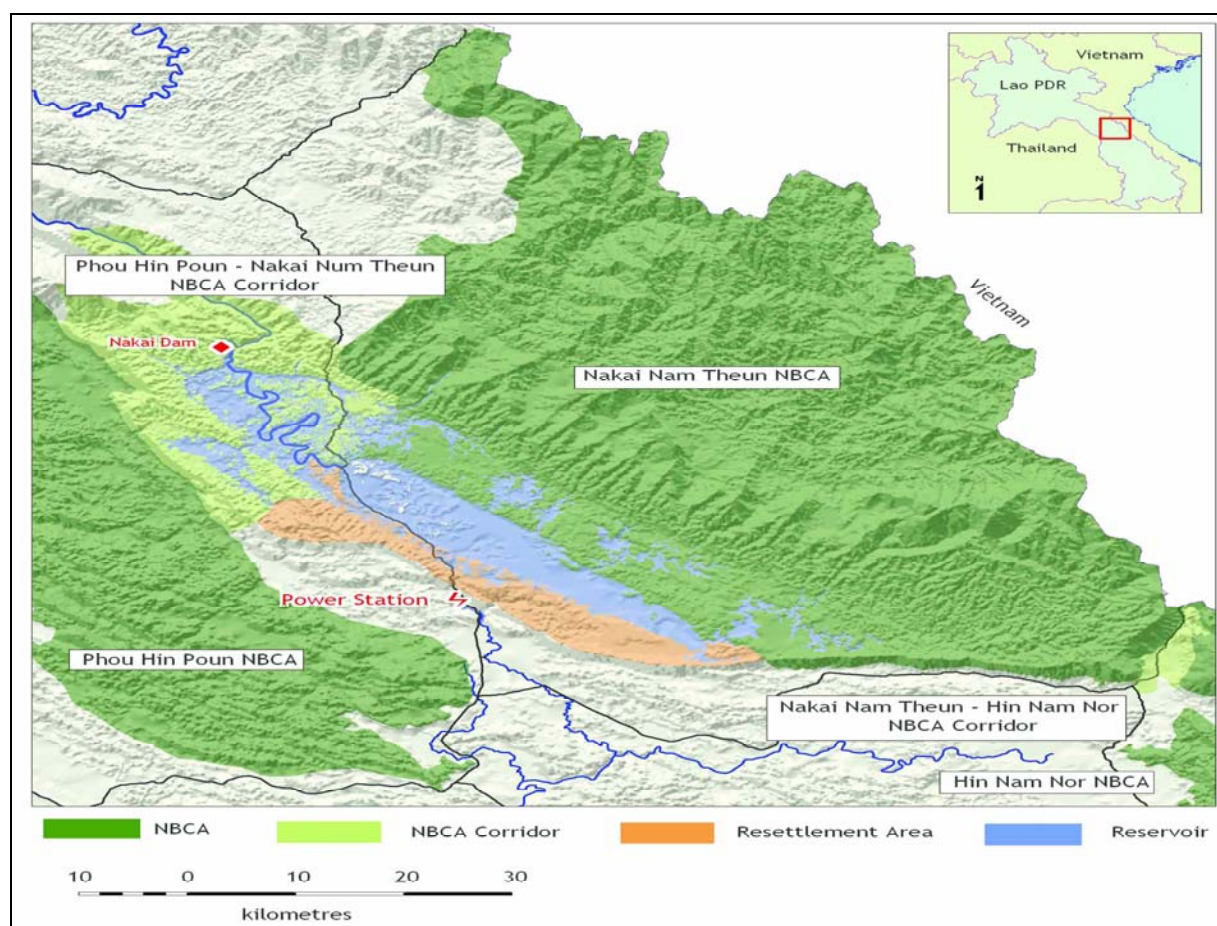 Vietnam
Lao PDR
Thailand
N
Phou Hin Poun - Nakai Num Theun
NBCA Corridor
Vietnam
Nakai Dam
Nakai Nam Theun NBCA
Power Station
Phou Hin Poun NBCA
Nakai Nam Theun - Hin Nam Nor
NBCA Corridor
Hin Nam Nor NBCA
NBCA NBCA Corridor Resettlement Area Reservoir
10 0 10 20 30
kilometres